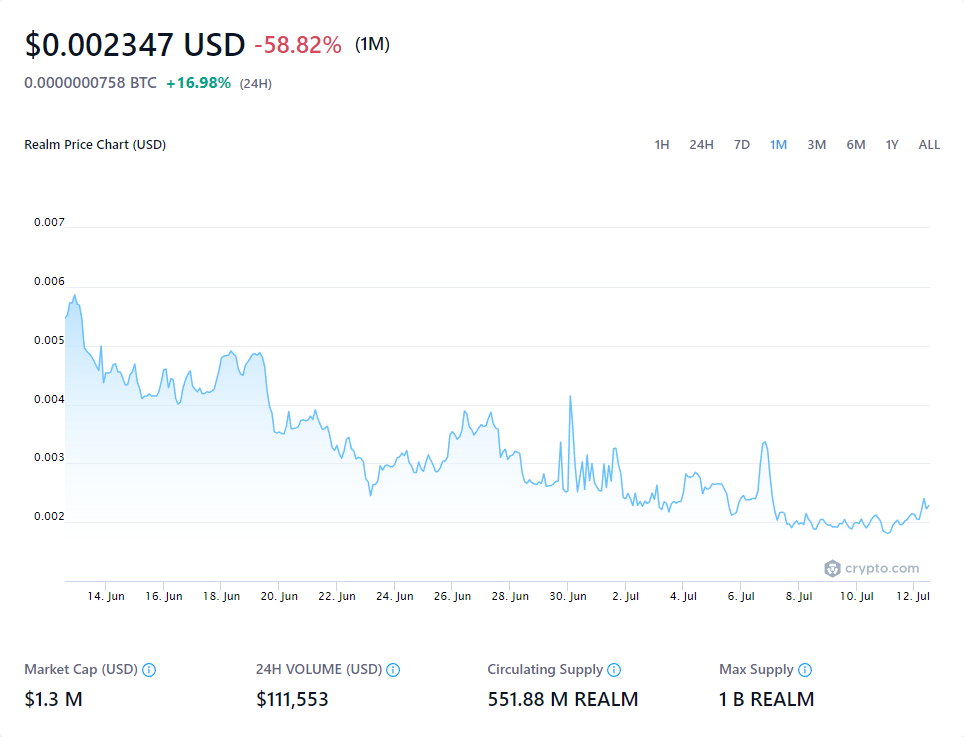 $0.002347 USD -58.82% (1M)
0.0000000758 BTC +16.98% (24H)
Realm Price Chart (USD) 1H 24H 7D 1M 3M 6M 1Y ALL
0.007
0.006
0.005
0.004
0.003
0.002
crypto.com
14. Jun 16. Jun 18. Jun 20. Jun 22. Jun 24. Jun 26. Jun 28. Jun 30. Jun 2. Jul 4. Jul 6. Jul 8. Jul 10. Jul 12. Jul
Market Cap (USD) 24H VOLUME (USD) Circulating Supply Max Supply
$1.3 M $111,553 551.88 M REALM 1 B REALM